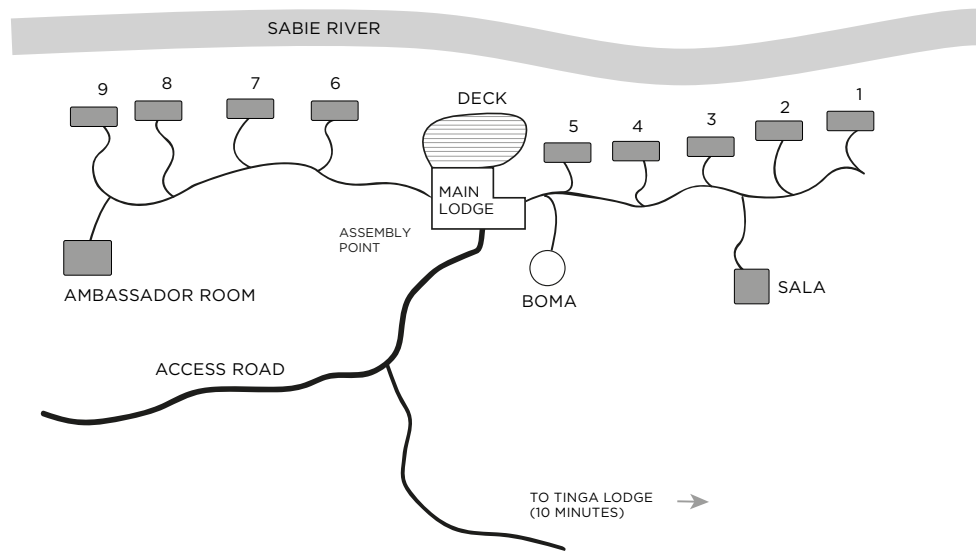 SABIE RIVER
9
8
7
6
DECK
5
4
3
2
1
MAIN
LODGE
ASSEMBLY
POINT
AMBASSADOR ROOM
BOMA
SALA
ACCESS ROAD
TO TINGA LODGE
(10 MINUTES)